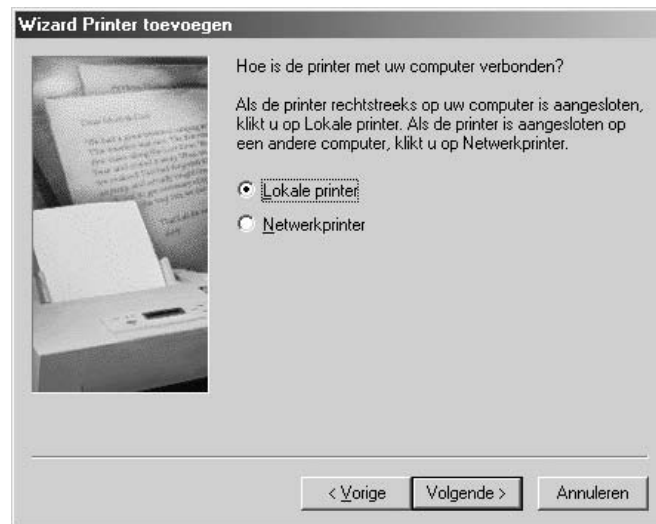 Wizard Printer toevoegen
Hoe is de printer met uw computer verbonden?
Als de printer rechtstreeks op uw computer is aangesloten,
klikt u op Lokale printer. Als de printer is aangesloten op
een andere computer, klikt u op Netwerkprinter.
Lokale printer
Netwerkprinter
< Vorige
Volgende >
Annuleren